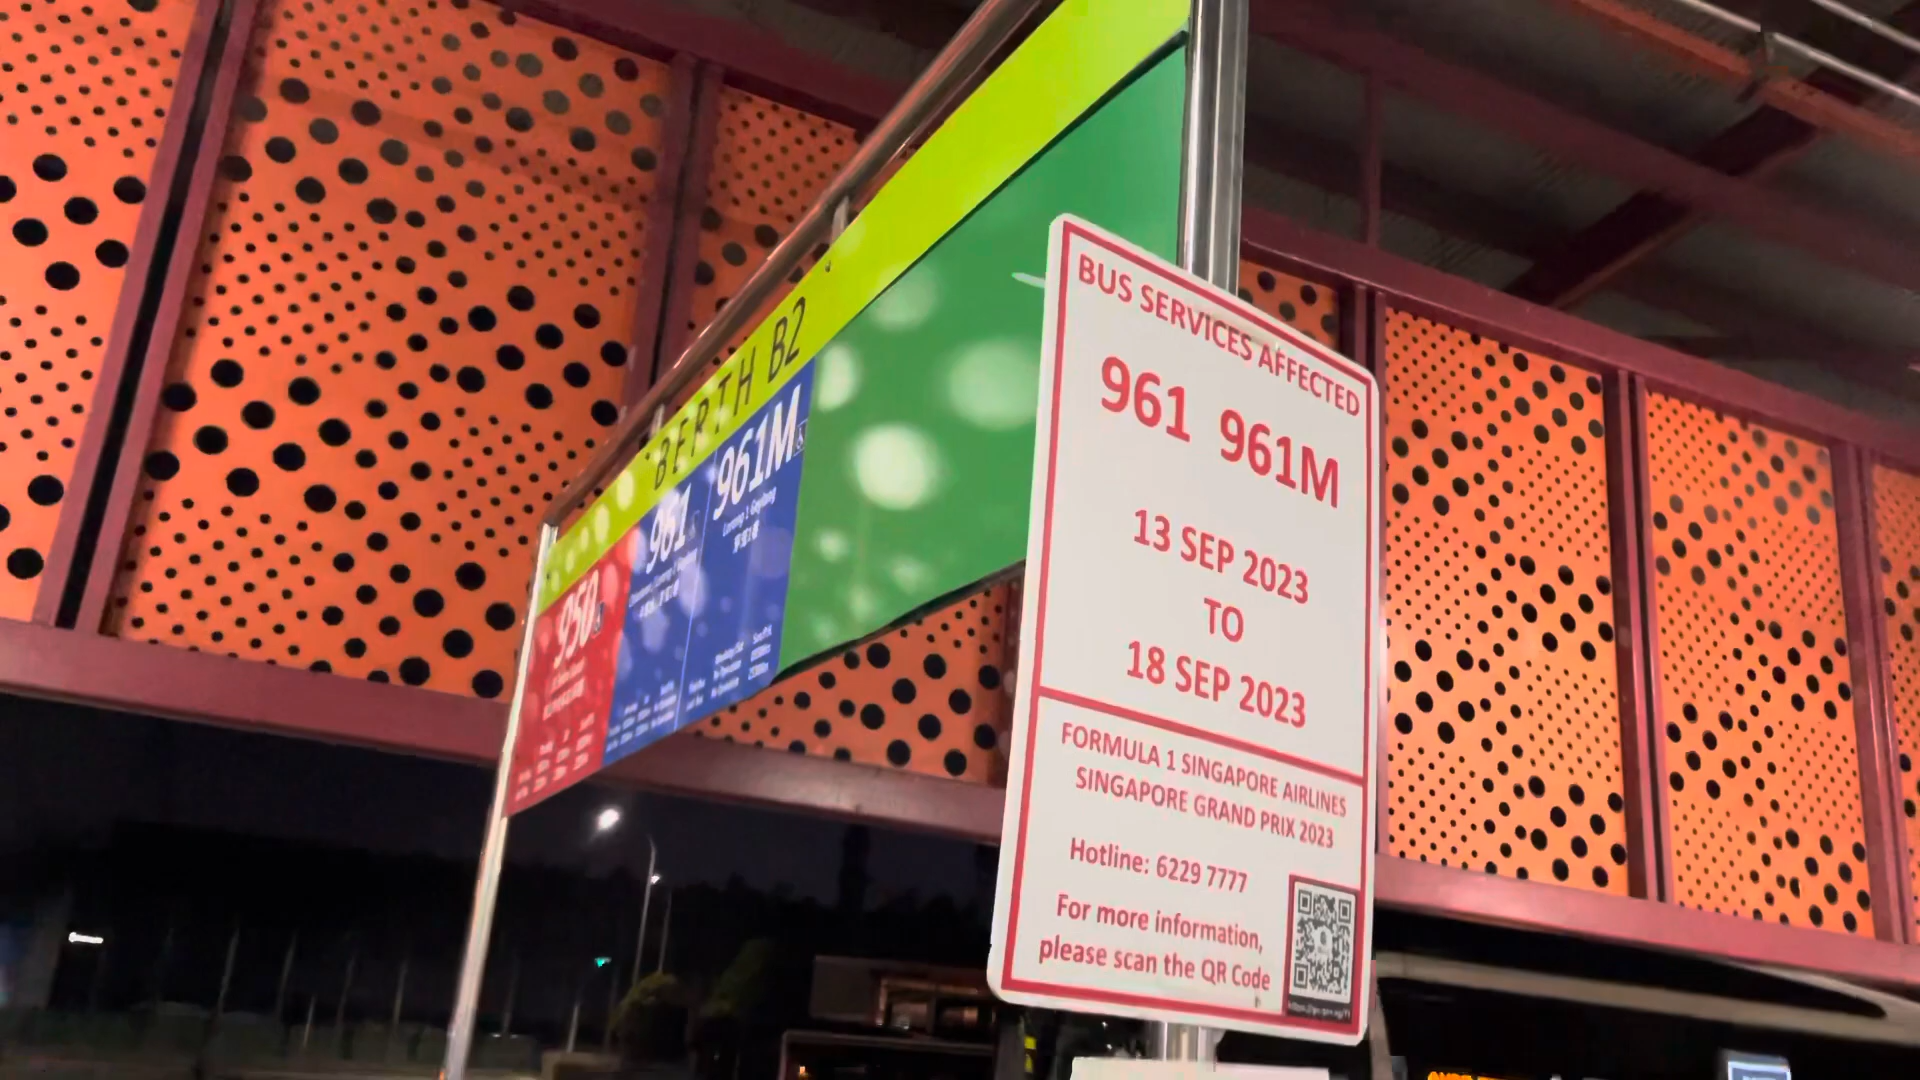 BERTH B2
950
961
961M
Lorong 1 Geylang
BUS SERVICES AFFECTED
961 961M
13 SEP 2023
TO
18 SEP 2023
FORMULA 1 SINGAPORE AIRLINES
SINGAPORE GRAND PRIX 2023
Hotline: 6229 7777
For more information,
please scan the QR Code